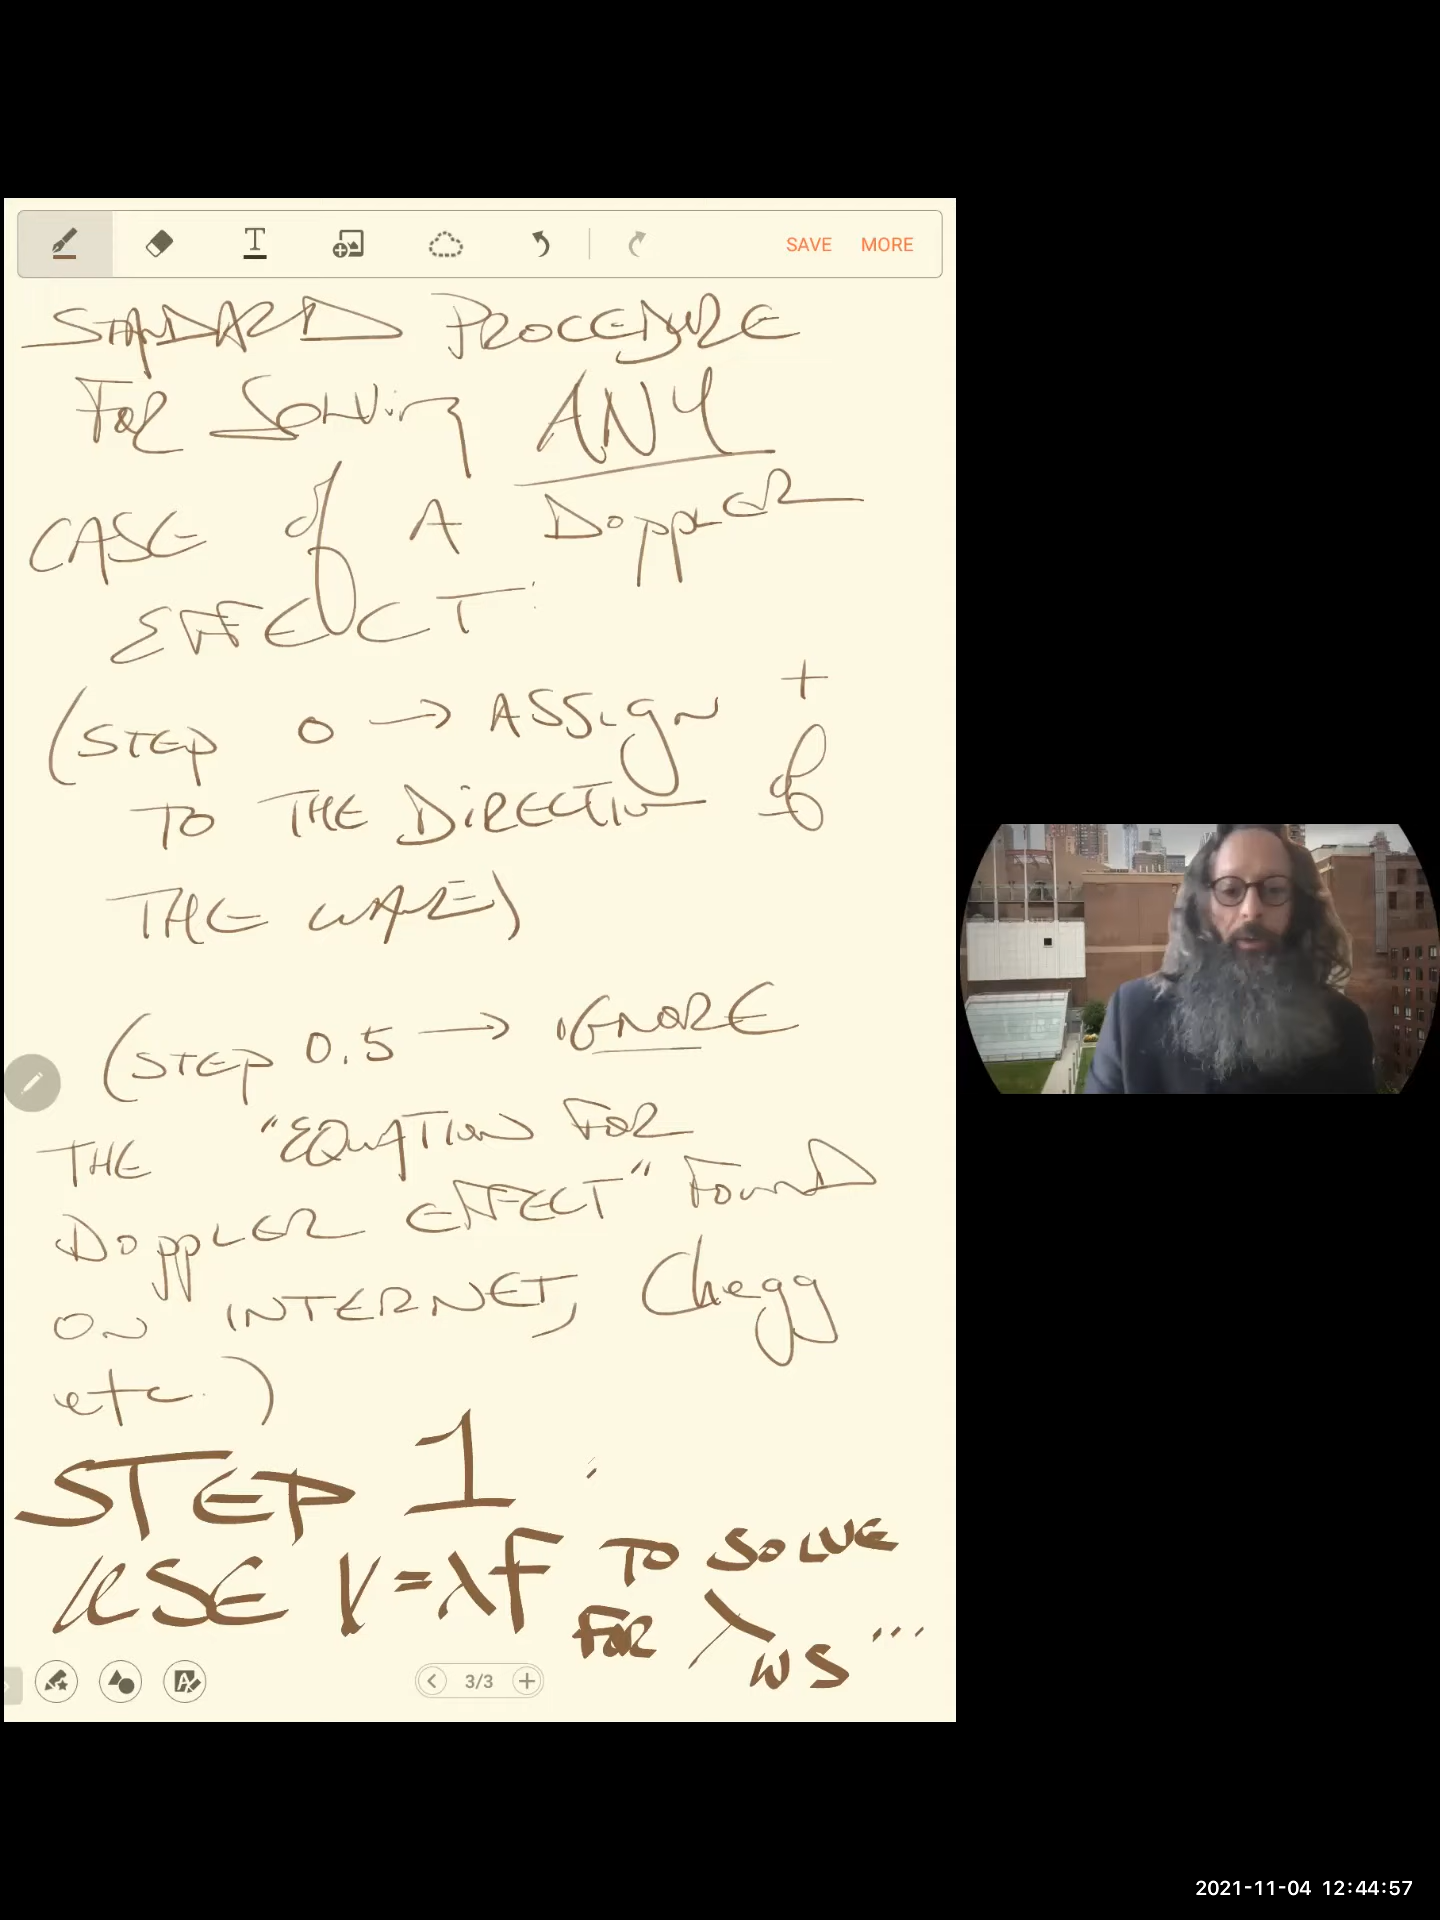 T
SAVE MORE
STANDARD PROCEDURE
FOR Solving ANY
CASE of A DOPPLER
EFFECT:
(STEP 0 → ASSIGN +
TO THE DIRECTION of
THE WAVE)
(STEP 0.5 → IGNORE
THE "EQUATION FOR
DOPPLER EFFECT" FOUND
ON INTERNET, Chegg
etc.)
STEP 1:
USE V=λF TO SOLVE
FOR λWS...
A
3/3
2021-11-04 12:44:57